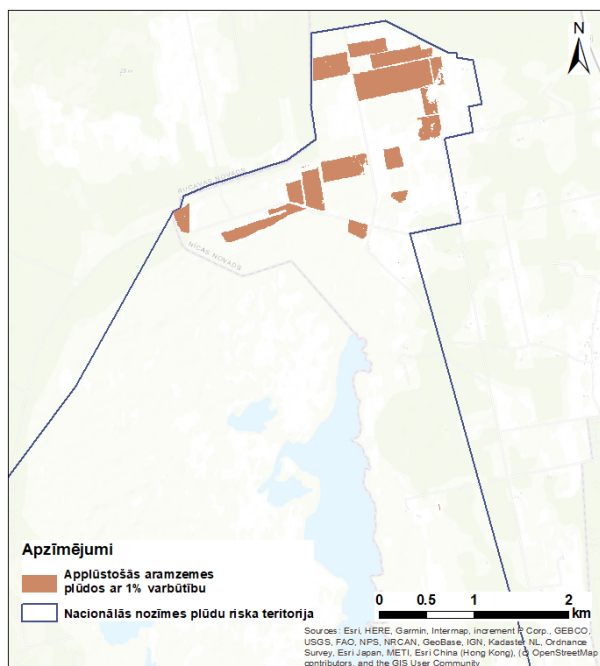 N
NĪCAS NOVADS
Apzīmējumi
Applūstošās aramzemes
plūdos ar 1% varbūtību
Nacionālās nozīmes plūdu riska teritorija
0 0.5 1 2
km
Sources: Esri, HERE, Garmin, Intermap, increment P Corp., GEBCO,
USGS, FAO, NPS, NRCAN, GeoBase, IGN, Kadaster NL, Ordnance
Survey, Esri Japan, METI, Esri China (Hong Kong), (c) OpenStreetMap
contributors, and the GIS User Community